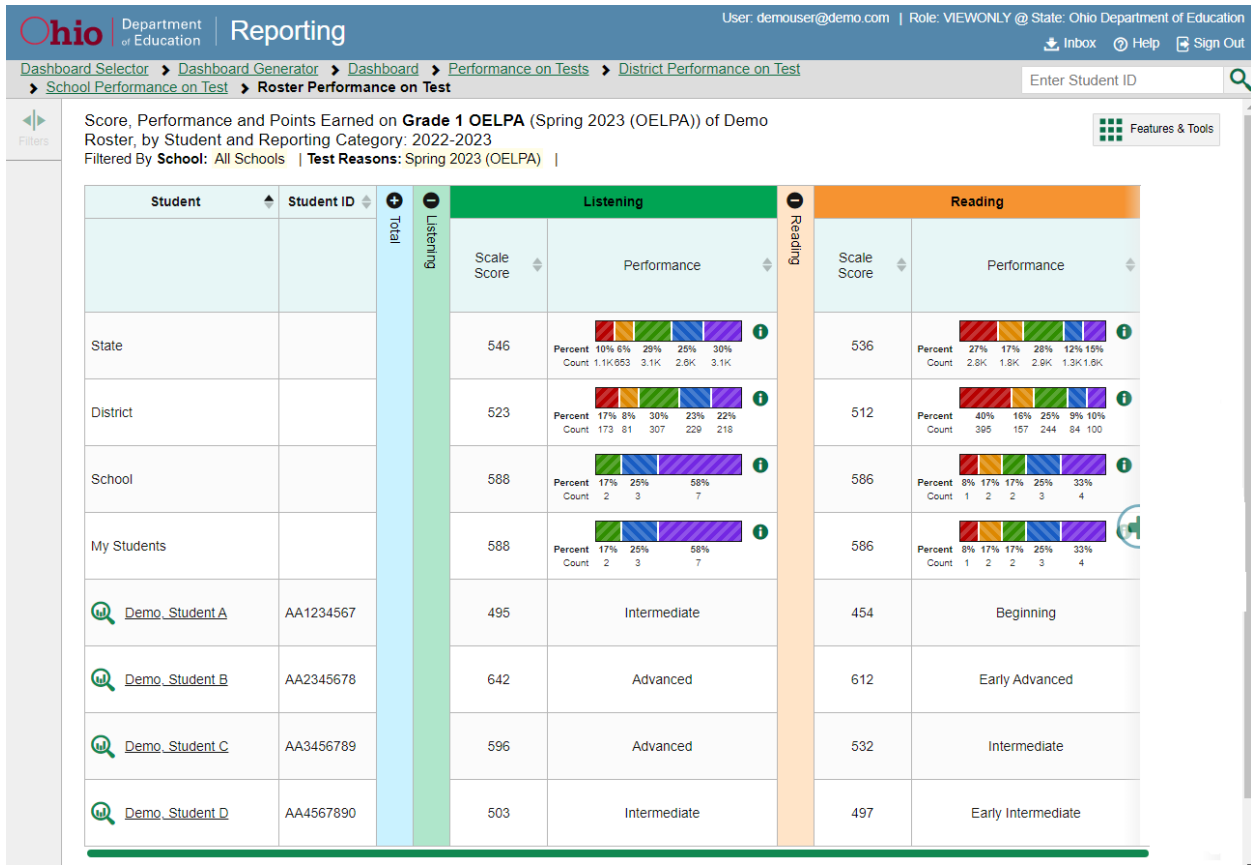 User: demouser@demo.com | Role: VIEWONLY @ State: Ohio Department of Education
Ohio Department of Education Reporting
Inbox Help Sign Out
Dashboard Selector Dashboard Generator Dashboard Performance on Tests District Performance on Test
School Performance on Test Roster Performance on Test
Enter Student ID
Filters
Score, Performance and Points Earned on Grade 1 OELPA (Spring 2023 (OELPA)) of Demo
Roster, by Student and Reporting Category: 2022-2023
Filtered By School: All Schools | Test Reasons: Spring 2023 (OELPA) |
Features & Tools
Student Student ID Total Listening Listening Reading Reading
Scale Score Performance Scale Score Performance
State 546 536
Percent 10% 6% 29% 25% 30% Percent 27% 17% 28% 12% 15%
Count 1.1K 653 3.1K 2.6K 3.1K Count 2.8K 1.8K 2.9K 1.3K 1.6K
District 523 512
Percent 17% 8% 30% 23% 22% Percent 40% 16% 25% 9% 10%
Count 173 81 307 229 218 Count 395 157 244 84 100
School 588 586
Percent 17% 25% 58% Percent 8% 17% 17% 25% 33%
Count 2 3 7 Count 1 2 2 3 4
My Students 588 586
Percent 17% 25% 58% Percent 8% 17% 17% 25% 33%
Count 2 3 7 Count 1 2 2 3 4
Demo, Student A AA1234567 495 Intermediate 454 Beginning
Demo, Student B AA2345678 642 Advanced 612 Early Advanced
Demo, Student C AA3456789 596 Advanced 532 Intermediate
Demo, Student D AA4567890 503 Intermediate 497 Early Intermediate